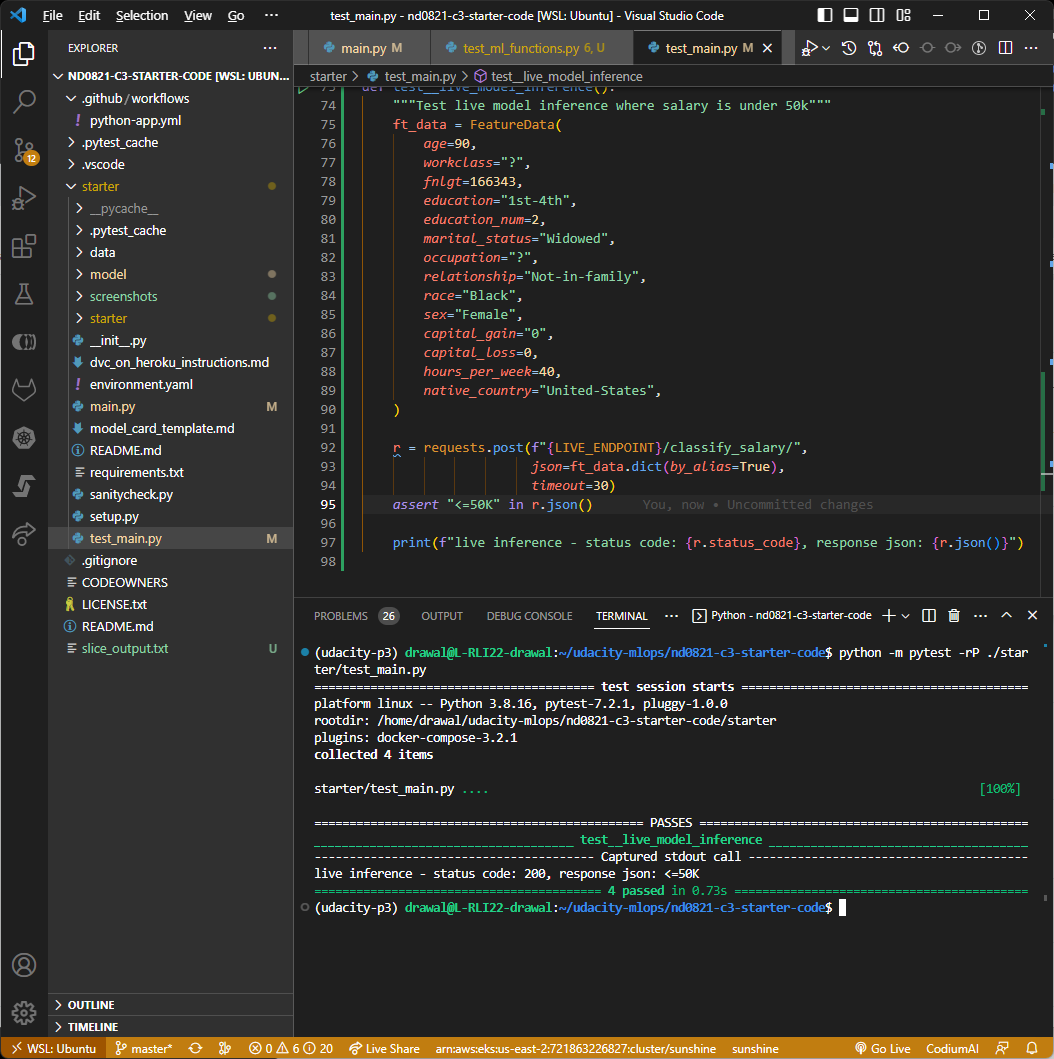 File Edit Selection View Go ··· test_main.py - nd0821-c3-starter-code [WSL: Ubuntu] - Visual Studio Code
EXPLORER ···
ND0821-C3-STARTER-CODE [WSL: UBUN...
.github / workflows
! python-app.yml
.pytest_cache
.vscode
starter
__pycache__
.pytest_cache
data
model
screenshots
starter
__init__.py
dvc_on_heroku_instructions.md
! environment.yaml
main.py M
model_card_template.md
README.md
requirements.txt
sanitycheck.py
setup.py
test_main.py M
.gitignore
CODEOWNERS
LICENSE.txt
README.md
slice_output.txt U
OUTLINE
TIMELINE
12
main.py M test_ml_functions.py 6, U test_main.py M
starter > test_main.py > test__live_model_inference
73 def test__live_model_inference():
74 """Test live model inference where salary is under 50k"""
75 ft_data = FeatureData(
76 age=90,
77 workclass="?",
78 fnlgt=166343,
79 education="1st-4th",
80 education_num=2,
81 marital_status="Widowed",
82 occupation="?",
83 relationship="Not-in-family",
84 race="Black",
85 sex="Female",
86 capital_gain="0",
87 capital_loss=0,
88 hours_per_week=40,
89 native_country="United-States",
90 )
91
92 r = requests.post(f"{LIVE_ENDPOINT}/classify_salary/",
93 json=ft_data.dict(by_alias=True),
94 timeout=30)
95 assert "<=50K" in r.json() You, now • Uncommitted changes
96
97 print(f"live inference - status code: {r.status_code}, response json: {r.json()}")
98
PROBLEMS 26 OUTPUT DEBUG CONSOLE TERMINAL ··· Python - nd0821-c3-starter-code
(udacity-p3) drawal@L-RLI22-drawal:~/udacity-mlops/nd0821-c3-starter-code$ python -m pytest -rP ./star
ter/test_main.py
========================================= test session starts =========================================
platform linux -- Python 3.8.16, pytest-7.2.1, pluggy-1.0.0
rootdir: /home/drawal/udacity-mlops/nd0821-c3-starter-code/starter
plugins: docker-compose-3.2.1
collected 4 items
starter/test_main.py .... [100%]
=============================================== PASSES ===============================================
_____________________________________ test__live_model_inference _____________________________________
---------------------------------------- Captured stdout call ----------------------------------------
live inference - status code: 200, response json: <=50K
========================================= 4 passed in 0.73s ==========================================
(udacity-p3) drawal@L-RLI22-drawal:~/udacity-mlops/nd0821-c3-starter-code$
WSL: Ubuntu master* 0 6 20 Live Share arn:aws:eks:us-east-2:721863226827:cluster/sunshine sunshine Go Live CodiumAI